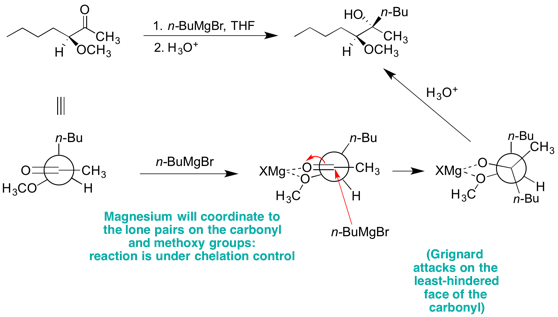 O
CH₃
H
OCH₃
1. n-BuMgBr, THF
2. H₃O⁺
HO
n-Bu
CH₃
H
OCH₃
H₃O⁺
n-Bu
O
CH₃
H₃CO
H
n-BuMgBr
n-Bu
XMg
O
CH₃
O
H₃C
H
n-BuMgBr
n-Bu
CH₃
XMg
O
O
H₃C
H
n-Bu
Magnesium will coordinate to
the lone pairs on the carbonyl
and methoxy groups:
reaction is under chelation control
(Grignard
attacks on the
least-hindered
face of the
carbonyl)